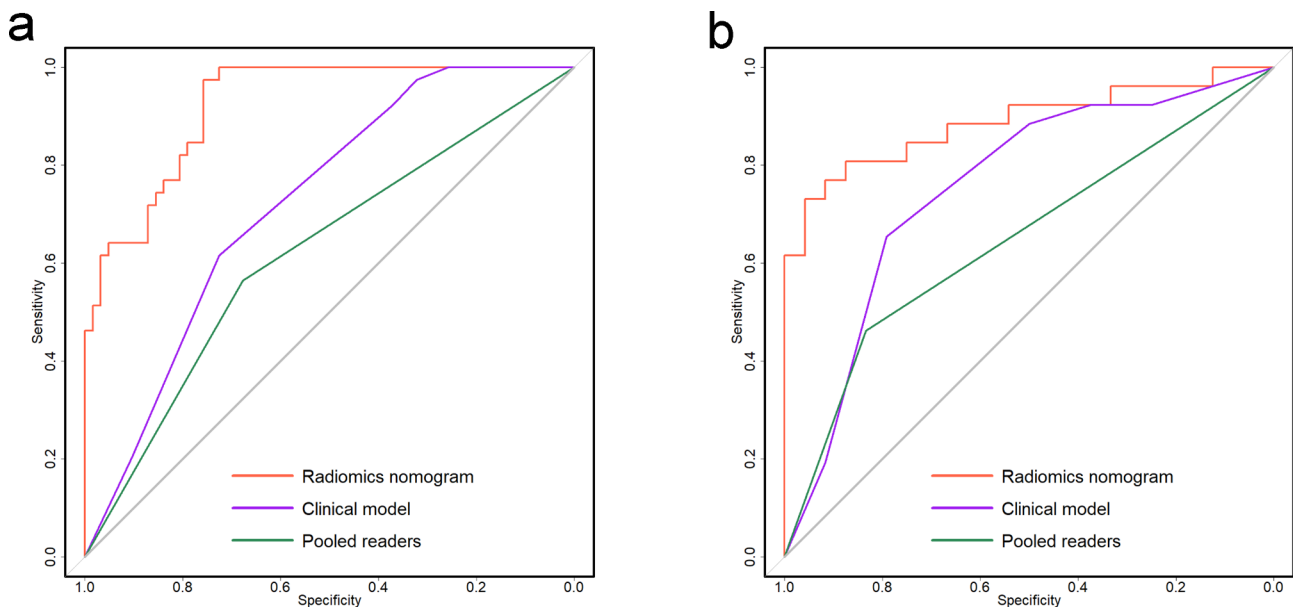 a
1.0
0.8
0.6
0.4
0.2
0.0
Sensitivity
Radiomics nomogram
Clinical model
Pooled readers
1.0 0.8 0.6 0.4 0.2 0.0
Specificity
b
1.0
0.8
0.6
0.4
0.2
0.0
Sensitivity
Radiomics nomogram
Clinical model
Pooled readers
1.0 0.8 0.6 0.4 0.2 0.0
Specificity